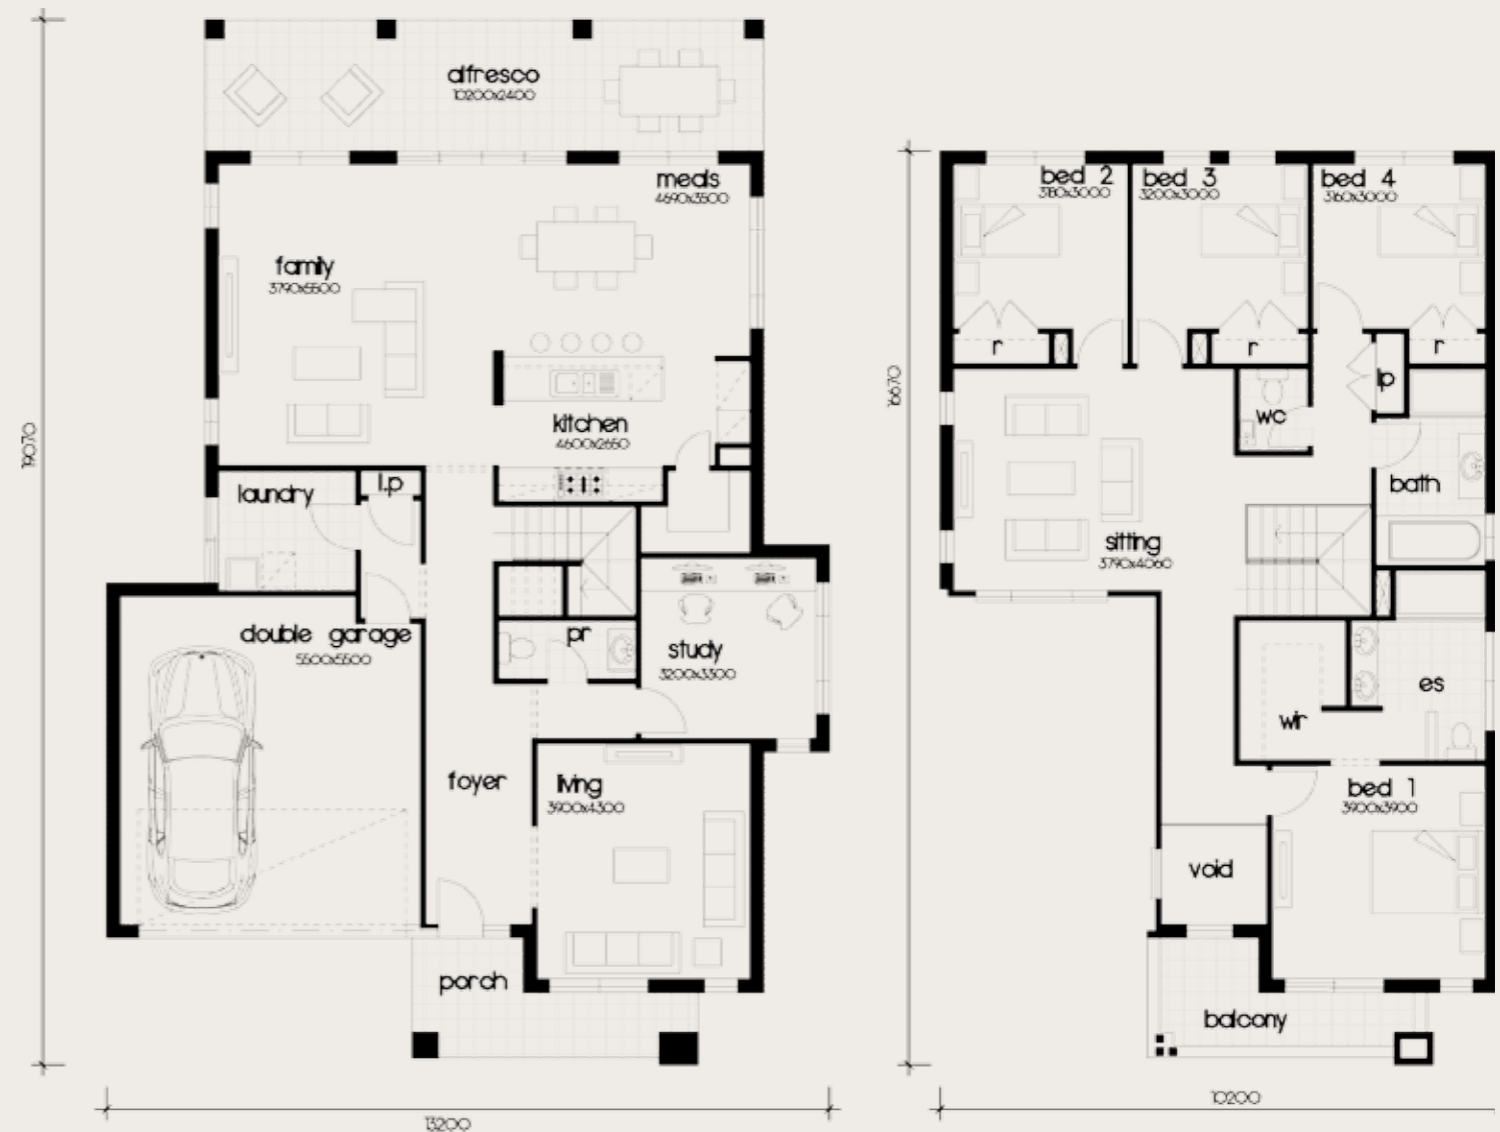 alfresco
10200x2400
meals
4690x3500
family
3790x5500
kitchen
4600x2650
laundry
l.p
double garage
5500x5500
pr
study
3200x3300
foyer
living
3900x4300
porch
19070
13200
bed 2
3180x3000
bed 3
3200x3000
bed 4
3160x3000
r
r
r
lp
wc
bath
sitting
3790x4060
es
wir
bed 1
3900x3900
void
balcony
16670
10200